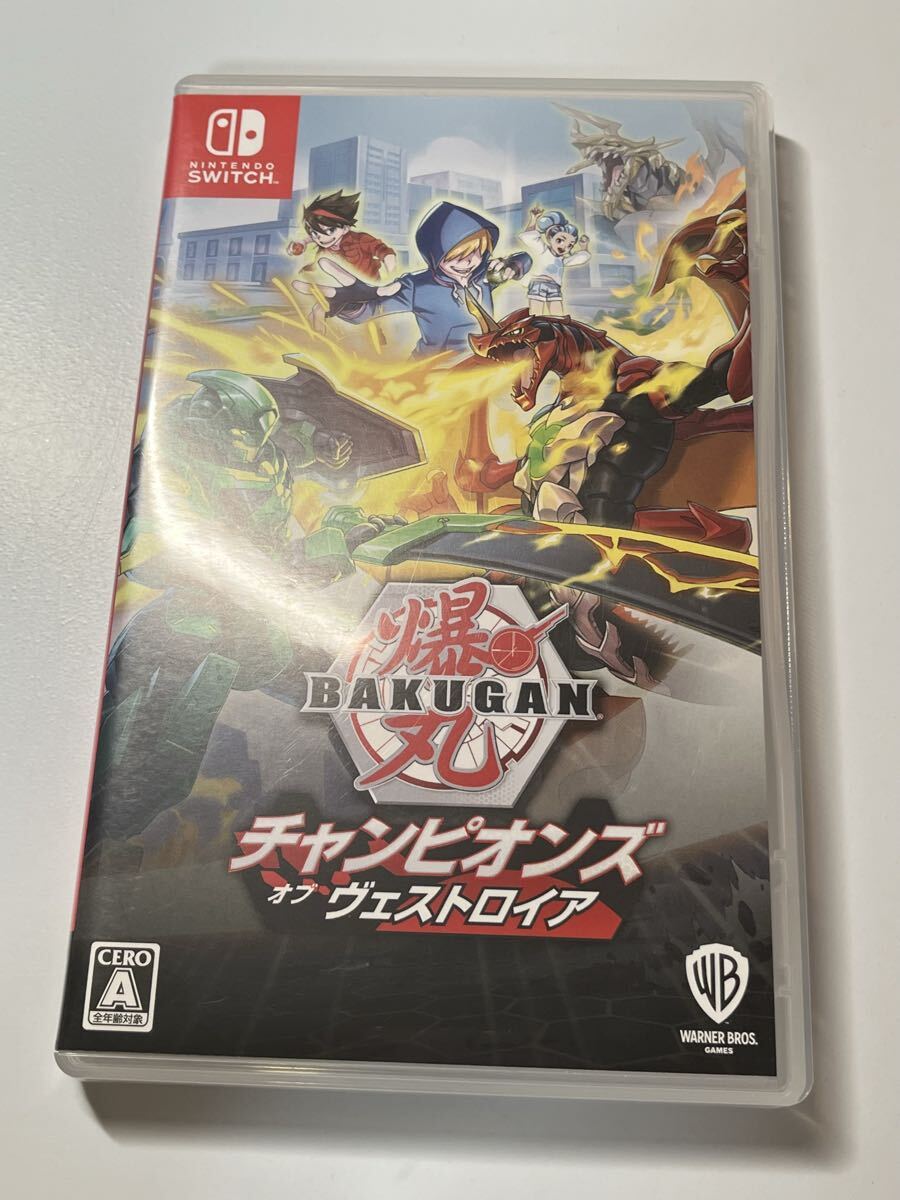 NINTENDO
SWITCH™
爆
BAKUGAN®
丸
チャンピオンズ
オブ ヴェストロイア
CERO
A
全年齢対象
WB
WARNER BROS.
GAMES